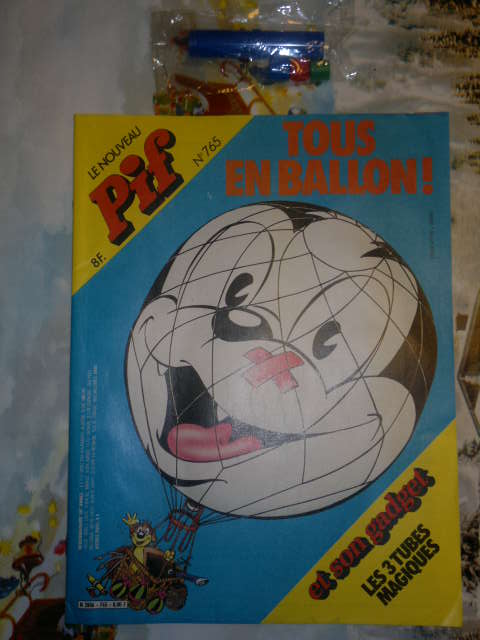 LE NOUVEAU
Pif
N° 765
8F.
TOUS
EN BALLON!
et son gadget
LES 3 TUBES
MAGIQUES